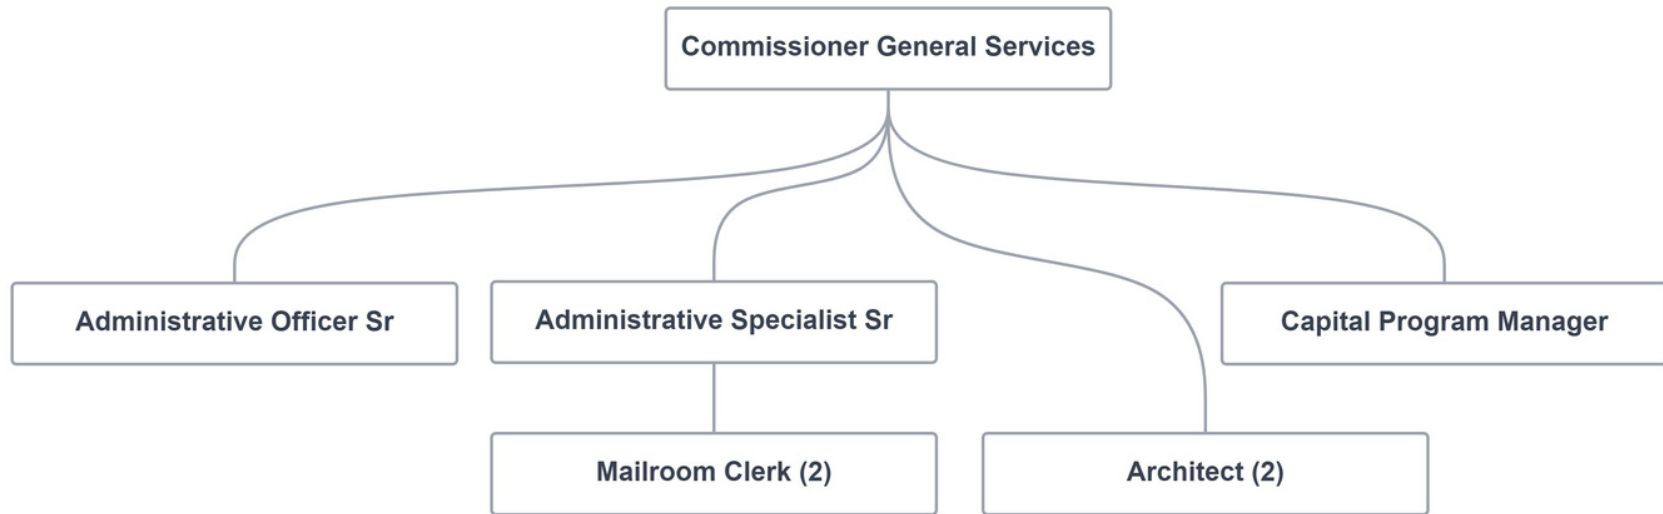 Commissioner General Services
Administrative Officer Sr
Administrative Specialist Sr
Capital Program Manager
Mailroom Clerk (2)
Architect (2)